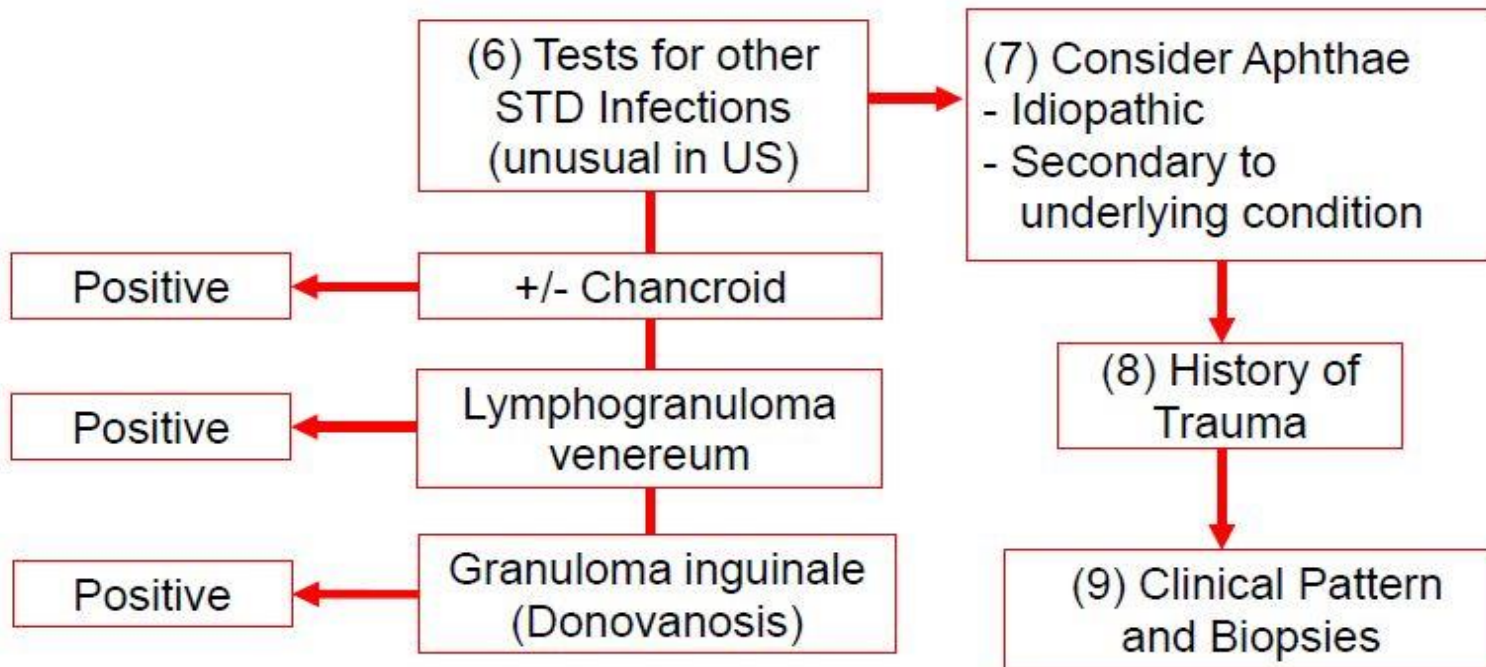 (6) Tests for other
STD Infections
(unusual in US)
(7) Consider Aphthae
- Idiopathic
- Secondary to
underlying condition
Positive
+/- Chancroid
Positive
Lymphogranuloma
venereum
(8) History of
Trauma
Positive
Granuloma inguinale
(Donovanosis)
(9) Clinical Pattern
and Biopsies